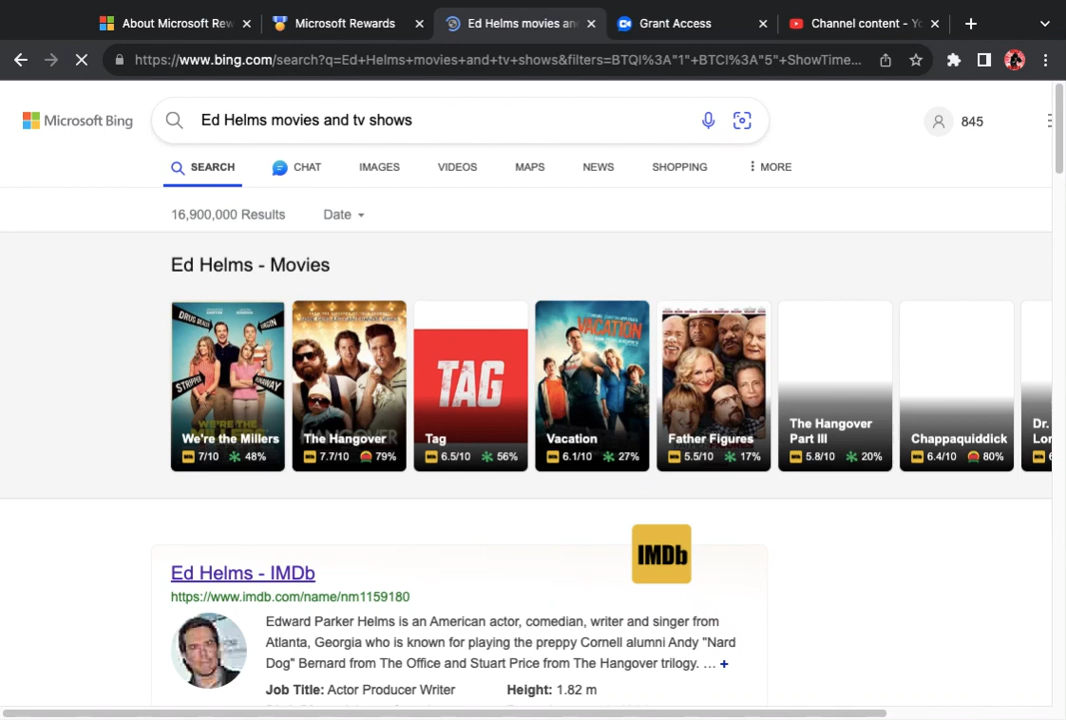 About Microsoft Rew
Microsoft Rewards
Ed Helms movies an
Grant Access
Channel content - Yo
https://www.bing.com/search?q=Ed+Helms+movies+and+tv+shows&filters=BTQI%3A"1"+BTCI%3A"5"+ShowTime...
Microsoft Bing
Ed Helms movies and tv shows
845
SEARCH
CHAT
IMAGES
VIDEOS
MAPS
NEWS
SHOPPING
MORE
16,900,000 Results
Date
Ed Helms - Movies
DRUG DEALER
VIRGIN
STRIPPER
RUNAWAY
We're the Millers
7/10 48%
The Hangover
7.7/10 79%
TAG
Tag
6.5/10 56%
VACATION
Vacation
6.1/10 27%
Father Figures
5.5/10 17%
The Hangover
Part III
5.8/10 20%
Chappaquiddick
6.4/10 80%
Dr.
Lor
IMDb
Ed Helms - IMDb
https://www.imdb.com/name/nm1159180
Edward Parker Helms is an American actor, comedian, writer and singer from
Atlanta, Georgia who is known for playing the preppy Cornell alumni Andy "Nard
Dog" Bernard from The Office and Stuart Price from The Hangover trilogy. … +
Job Title: Actor Producer Writer
Height: 1.82 m